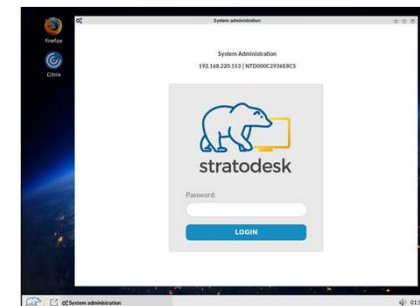 System administration
Firefox
Citrix
System Administration
192.168.220.153 | NTD000C2936E8C5
stratodesk
Password:
LOGIN
System administration